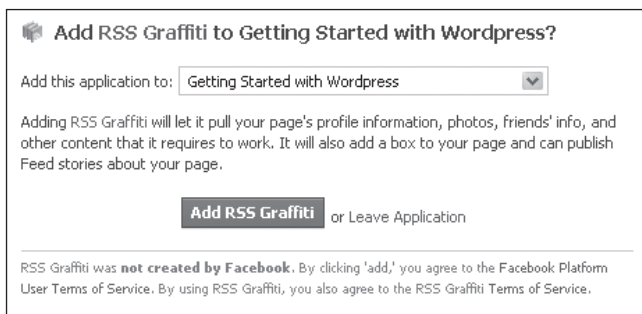 Add RSS Graffiti to Getting Started with Wordpress?
Add this application to: Getting Started with Wordpress
Adding RSS Graffiti will let it pull your page's profile information, photos, friends' info, and
other content that it requires to work. It will also add a box to your page and can publish
Feed stories about your page.
Add RSS Graffiti or Leave Application
RSS Graffiti was not created by Facebook. By clicking 'add,' you agree to the Facebook Platform
User Terms of Service. By using RSS Graffiti, you also agree to the RSS Graffiti Terms of Service.